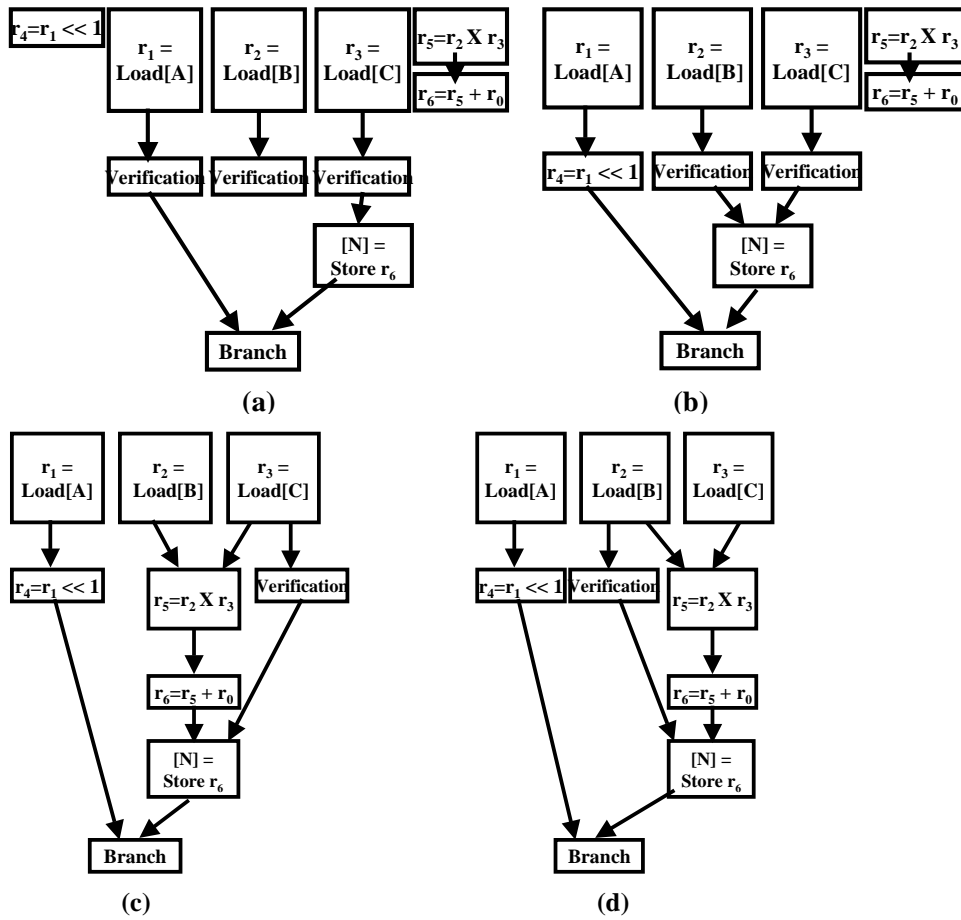 r₄=r₁ << 1
r₁ =
Load[A]
r₂ =
Load[B]
r₃ =
Load[C]
r₅=r₂ X r₃
r₆=r₅ + r₀
Verification
Verification
Verification
[N] =
Store r₆
Branch
(a)
r₁ =
Load[A]
r₂ =
Load[B]
r₃ =
Load[C]
r₅=r₂ X r₃
r₆=r₅ + r₀
r₄=r₁ << 1
Verification
Verification
[N] =
Store r₆
Branch
(b)
r₁ =
Load[A]
r₂ =
Load[B]
r₃ =
Load[C]
r₄=r₁ << 1
r₅=r₂ X r₃
Verification
r₆=r₅ + r₀
[N] =
Store r₆
Branch
(c)
r₁ =
Load[A]
r₂ =
Load[B]
r₃ =
Load[C]
r₄=r₁ << 1
Verification
r₅=r₂ X r₃
r₆=r₅ + r₀
[N] =
Store r₆
Branch
(d)